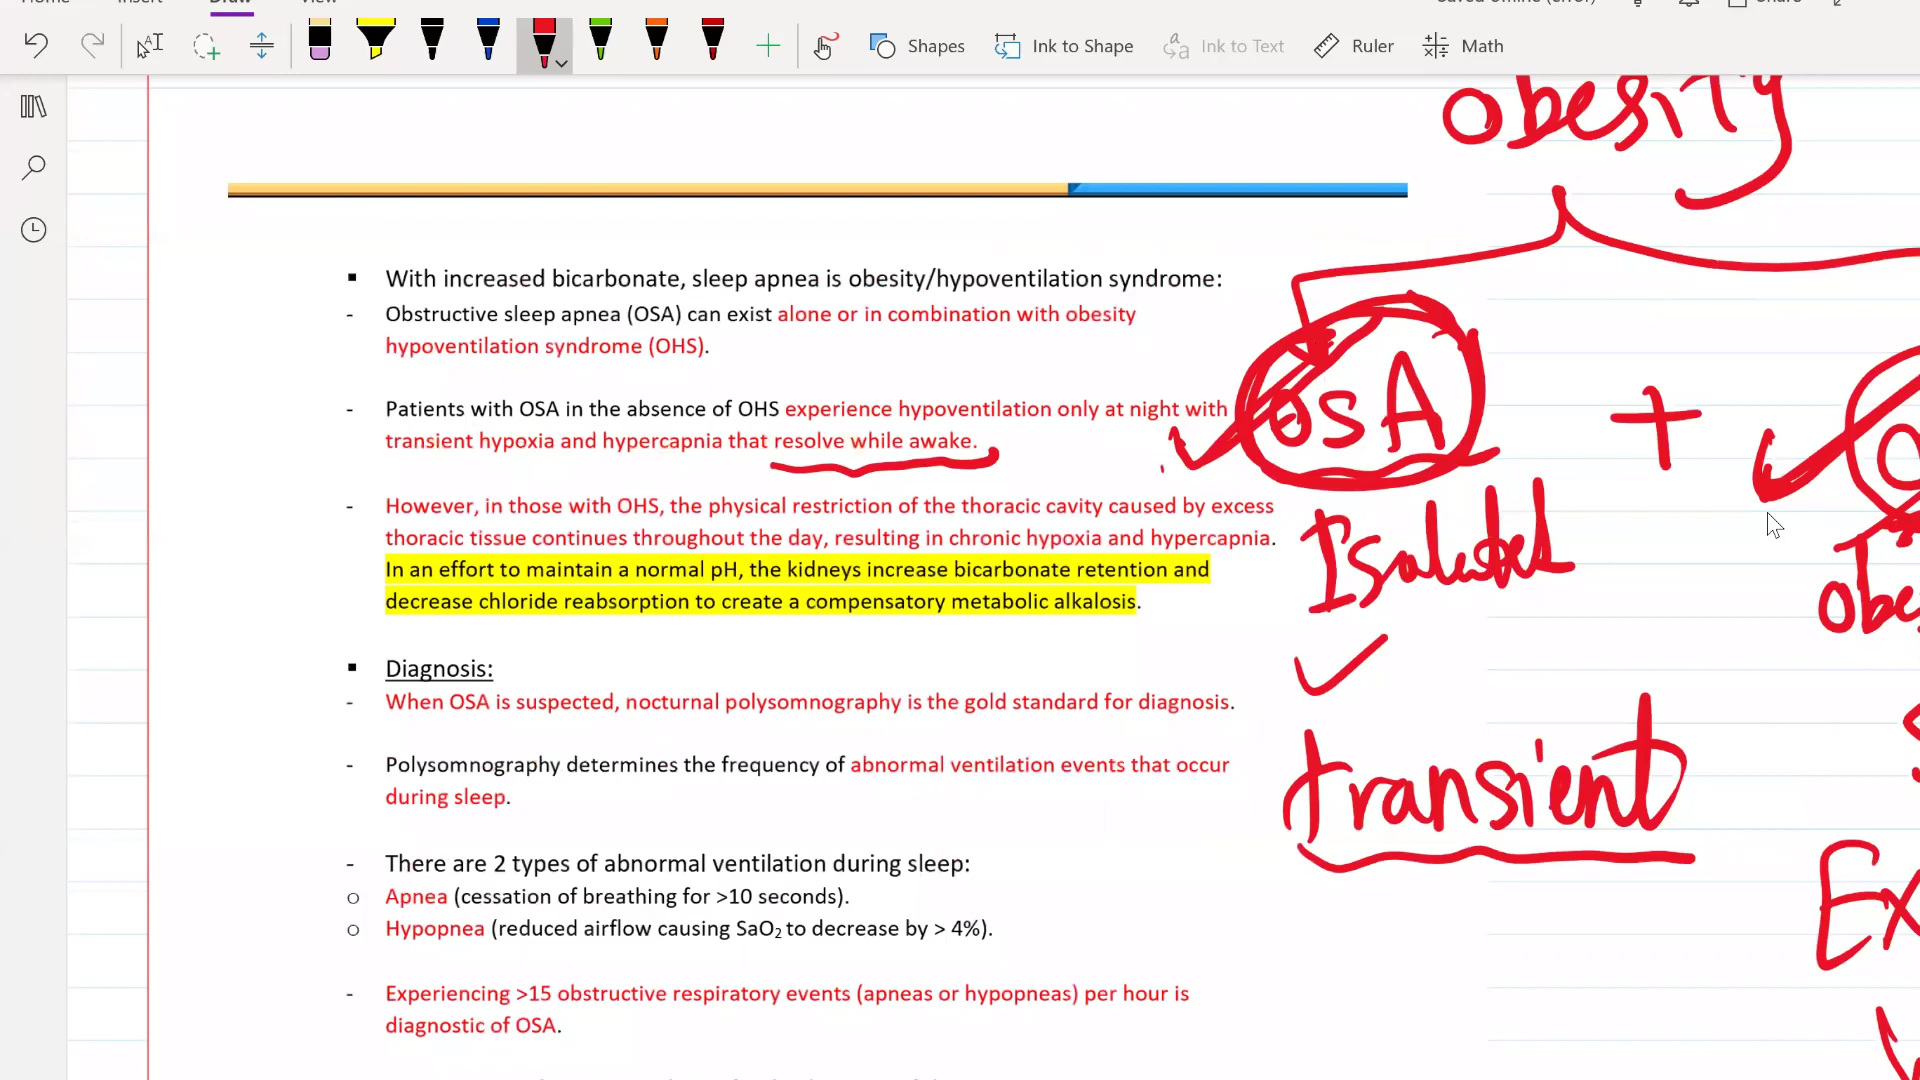 Home Insert Draw View Saved online (error) Share
Shapes Ink to Shape Ink to Text Ruler Math
Obesity
▪ With increased bicarbonate, sleep apnea is obesity/hypoventilation syndrome:
- Obstructive sleep apnea (OSA) can exist alone or in combination with obesity
hypoventilation syndrome (OHS).
- Patients with OSA in the absence of OHS experience hypoventilation only at night with
transient hypoxia and hypercapnia that resolve while awake.
OSA +
- However, in those with OHS, the physical restriction of the thoracic cavity caused by excess
thoracic tissue continues throughout the day, resulting in chronic hypoxia and hypercapnia.
In an effort to maintain a normal pH, the kidneys increase bicarbonate retention and
decrease chloride reabsorption to create a compensatory metabolic alkalosis.
Isolated
▪ Diagnosis:
- When OSA is suspected, nocturnal polysomnography is the gold standard for diagnosis.
- Polysomnography determines the frequency of abnormal ventilation events that occur
during sleep.
transient
- There are 2 types of abnormal ventilation during sleep:
o Apnea (cessation of breathing for >10 seconds).
o Hypopnea (reduced airflow causing SaO2 to decrease by > 4%).
- Experiencing >15 obstructive respiratory events (apneas or hypopneas) per hour is
diagnostic of OSA.